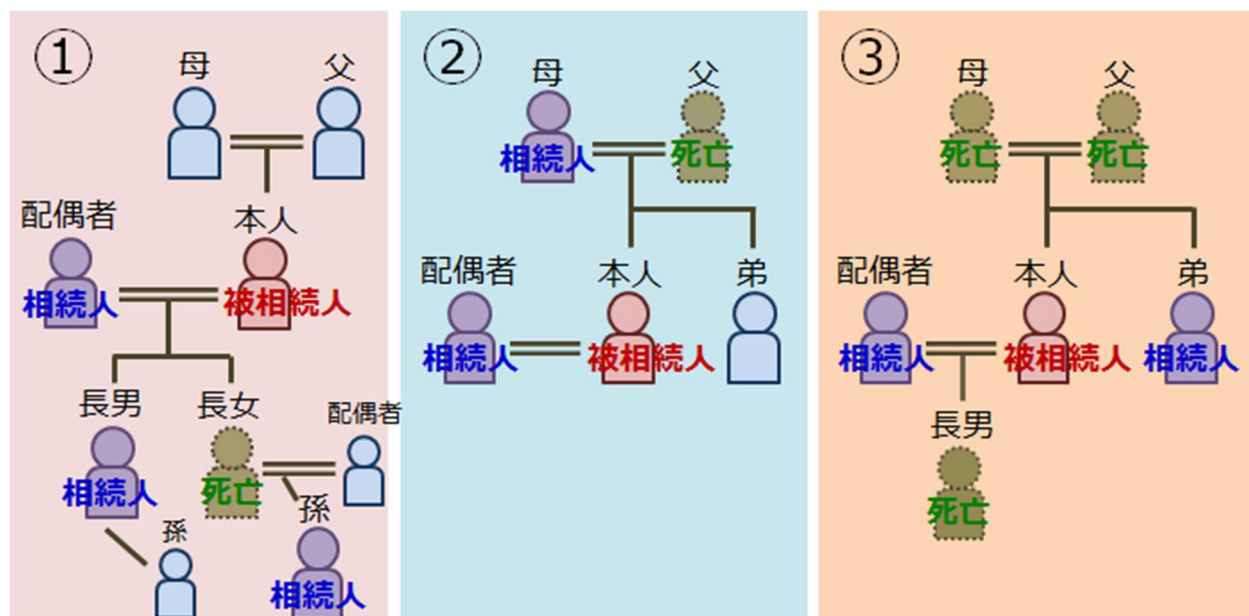 ①
母 父
配偶者 本人
相続人 被相続人
長男 長女 配偶者
相続人 死亡
孫 孫
相続人
②
母 父
相続人 死亡
配偶者 本人 弟
相続人 被相続人
③
母 父
死亡 死亡
配偶者 本人 弟
相続人 被相続人 相続人
長男
死亡